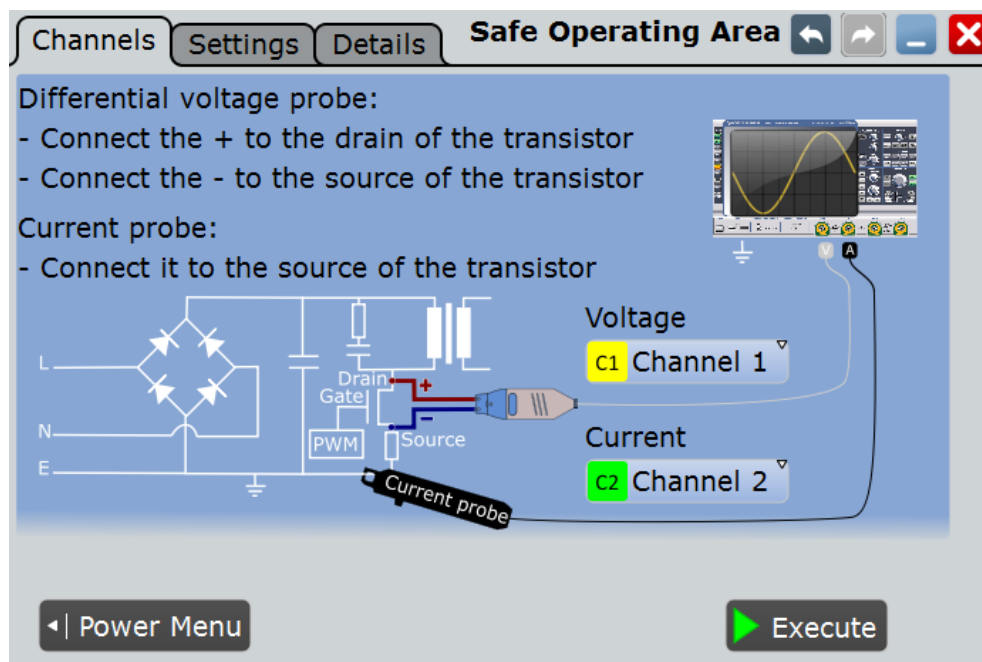 Channels Settings Details Safe Operating Area
Differential voltage probe:
- Connect the + to the drain of the transistor
- Connect the - to the source of the transistor
Current probe:
- Connect it to the source of the transistor
V A
Voltage
C1 Channel 1
Current
C2 Channel 2
L
N
E
Drain
+
Gate
-
PWM
Source
Current probe
Power Menu
Execute